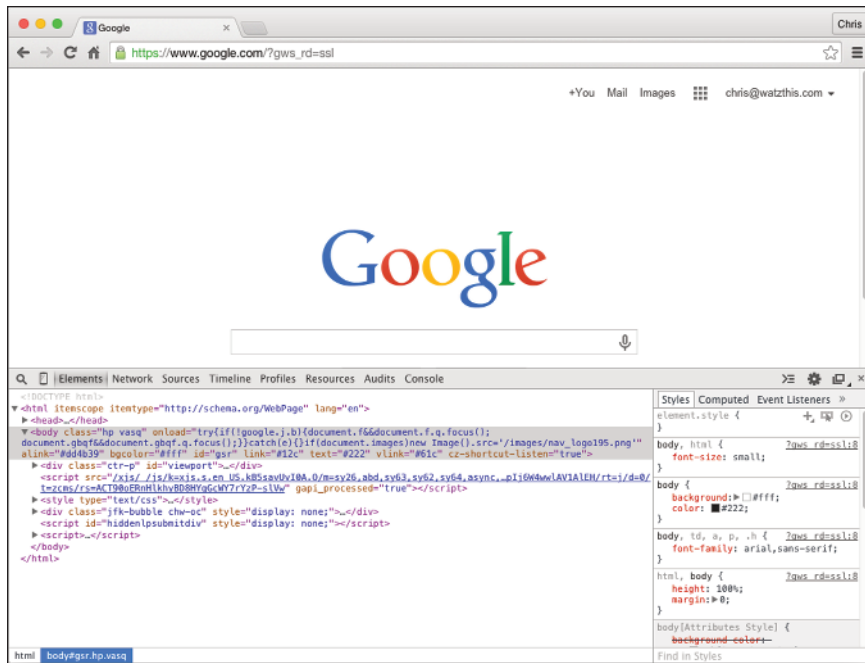 Google
Chris
https://www.google.com/?gws_rd=ssl
+You Mail Images chris@watzthis.com
Google
Elements Network Sources Timeline Profiles Resources Audits Console
<!DOCTYPE html>
<html itemscope itemtype="http://schema.org/WebPage" lang="en">
<head>…</head>
<body class="hp vasq" onload="try{if(!google.j.b){document.f&&document.f.q.focus();
document.gbqf&&document.gbqf.q.focus();}}catch(e){}if(document.images)new Image().src='/images/nav_logo195.png'"
alink="#dd4b39" bgcolor="#fff" id="gsr" link="#12c" text="#222" vlink="#61c" cz-shortcut-listen="true">
<div class="ctr-p" id="viewport">…</div>
<script src="/xjs/
gapi_processed="true"></script>
<style type="text/css">…</style>
<div class="jfk-bubble chw-oc" style="display: none;">…</div>
<script id="hiddenlpsubmitdiv" style="display: none;"></script>
<script>…</script>
</body>
</html>
html body#gsr.hp.vasq
Styles Computed Event Listeners »
element.style {
}
body, html { ?gws_rd=ssl:8
font-size: small;
}
body { ?gws_rd=ssl:8
background: #fff;
color: #222;
}
body, td, a, p, .h { ?gws_rd=ssl:8
font-family: arial,sans-serif;
}
html, body { ?gws_rd=ssl:8
height: 100%;
margin: 0;
}
body[Attributes Style] {
background-color:
Find in Styles